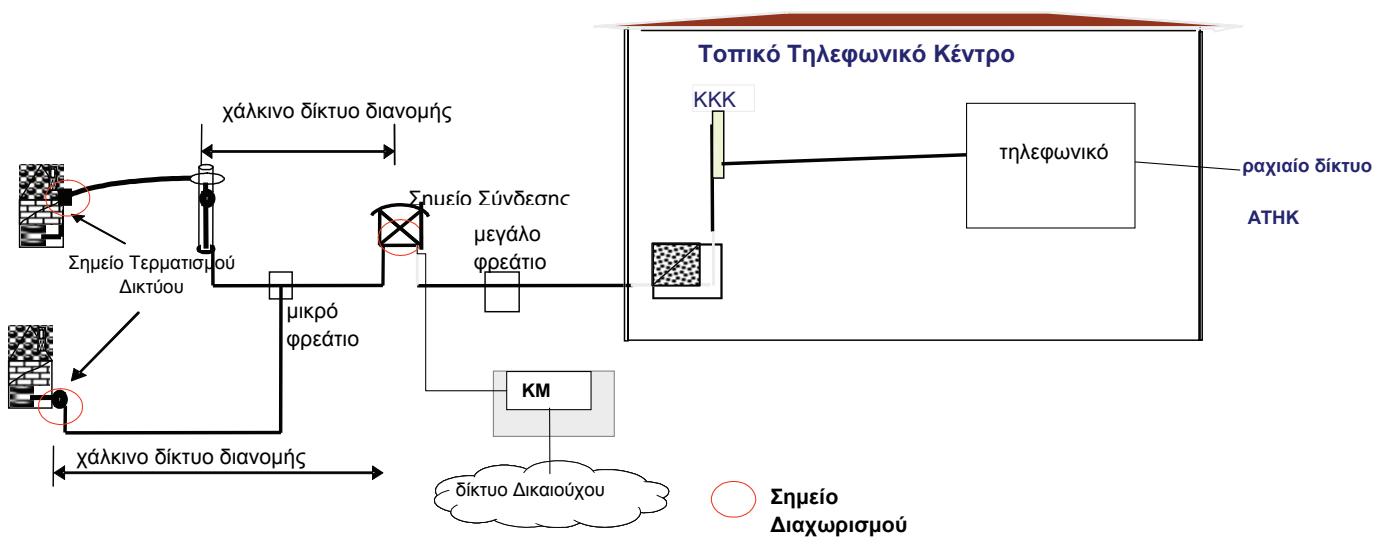 Τοπικό Τηλεφωνικό Κέντρο
ΚΚΚ
χάλκινο δίκτυο διανομής
τηλεφωνικό
ραχιαίο δίκτυο
ΑΤΗΚ
Σημείο Σύνδεσης
μεγάλο
φρεάτιο
Σημείο Τερματισμού
Δικτύου
μικρό
φρεάτιο
ΚΜ
χάλκινο δίκτυο διανομής
δίκτυο Δικαιούχου
Σημείο
Διαχωρισμού